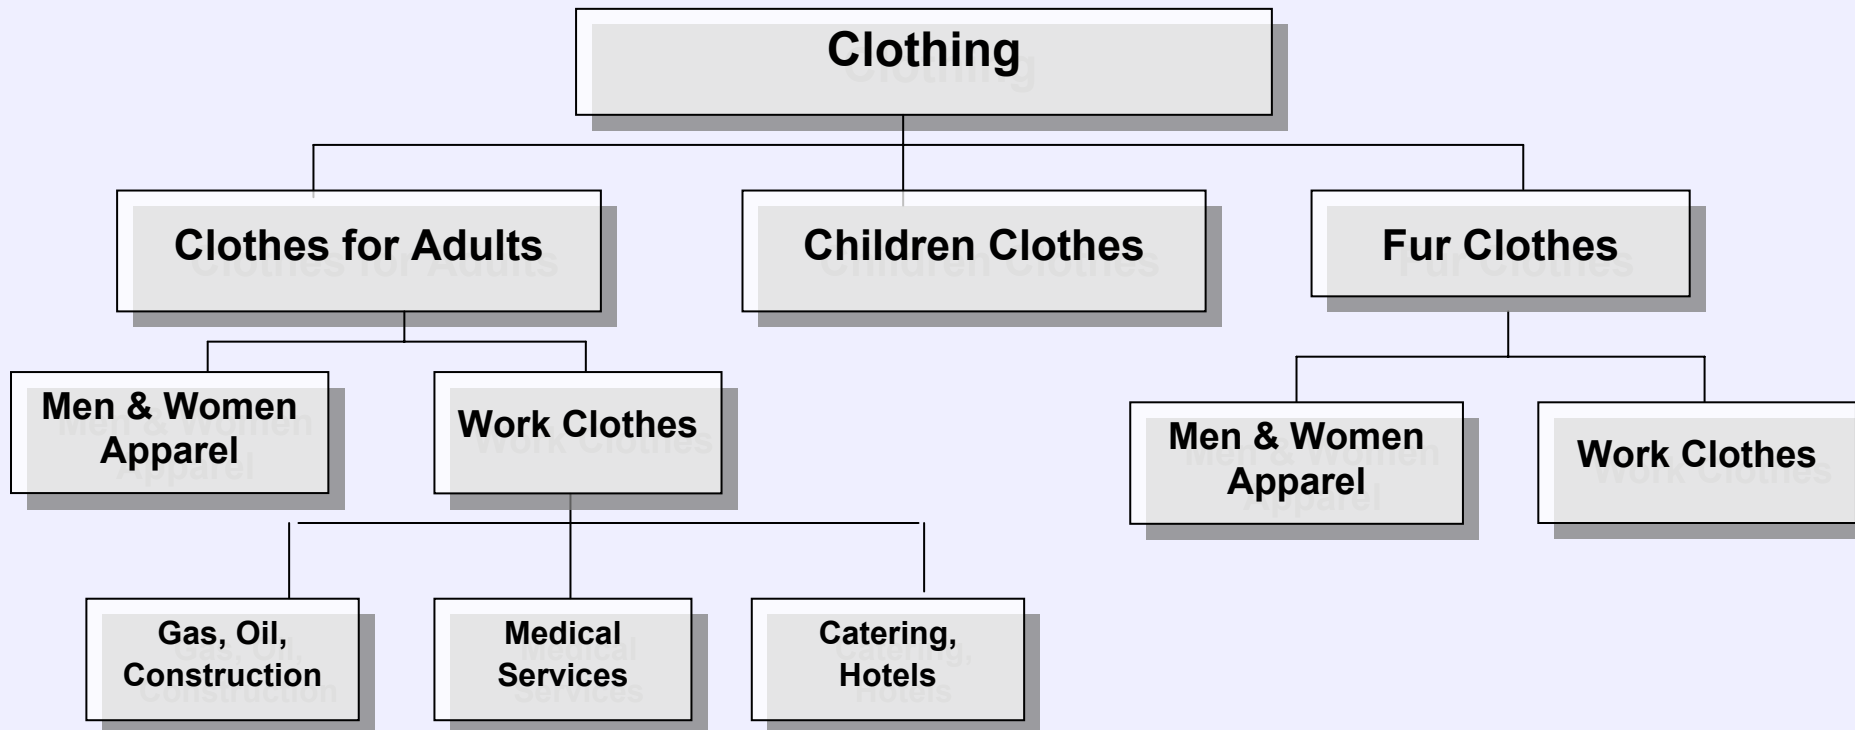 Clothing
Clothes for Adults
Children Clothes
Fur Clothes
Men & Women
Apparel
Work Clothes
Men & Women
Apparel
Work Clothes
Gas, Oil,
Construction
Medical
Services
Catering,
Hotels